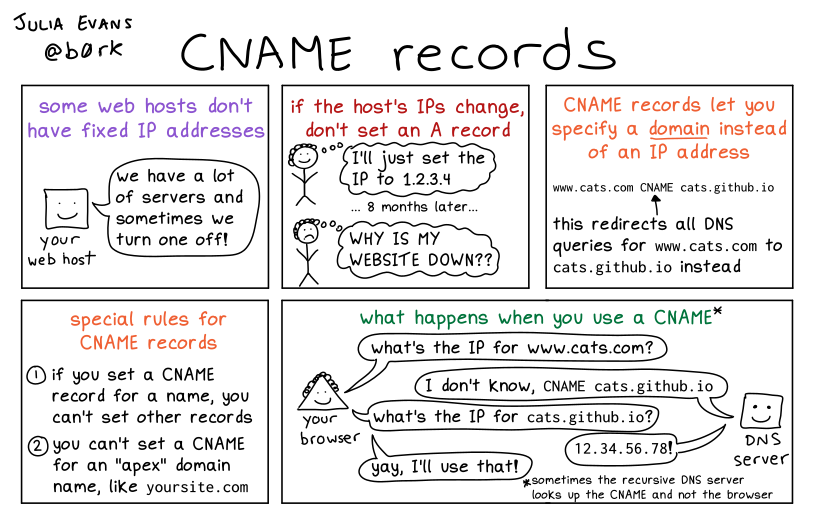 JULIA EVANS
@b0rk
CNAME records
some web hosts don't
have fixed IP addresses
we have a lot
of servers and
sometimes we
turn one off!
your
web host
if the host's IPs change,
don't set an A record
I'll just set the
IP to 1.2.3.4
... 8 months later...
WHY IS MY
WEBSITE DOWN??
CNAME records let you
specify a domain instead
of an IP address
www.cats.com CNAME cats.github.io
this redirects all DNS
queries for www.cats.com to
cats.github.io instead
special rules for
CNAME records
① if you set a CNAME
record for a name, you
can't set other records
② you can't set a CNAME
for an "apex" domain
name, like yoursite.com
what happens when you use a CNAME*
what's the IP for www.cats.com?
I don't know, CNAME cats.github.io
your
browser
what's the IP for cats.github.io?
12.34.56.78!
DNS
server
yay, I'll use that!
*sometimes the recursive DNS server
looks up the CNAME and not the browser